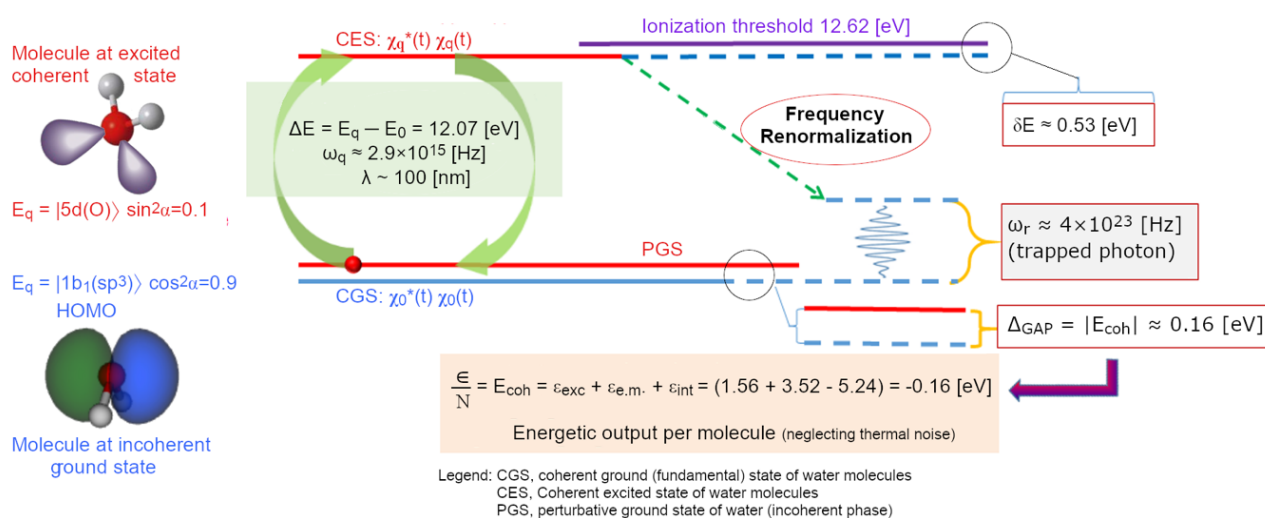 Ionization threshold 12.62 [eV]
CES: χq*(t) χq(t)
Molecule at excited
coherent state
Frequency
Renormalization
δE ≈ 0.53 [eV]
ΔE = Eq – E0 = 12.07 [eV]
ωq ≈ 2.9×10¹⁵ [Hz]
λ ~ 100 [nm]
Eq = |5d(O)⟩ sin²α=0.1
ωr ≈ 4×10²³ [Hz]
(trapped photon)
PGS
Eq = |1b1(sp³)⟩ cos²α=0.9
HOMO
CGS: χ0*(t) χ0(t)
ΔGAP = |Ecoh| ≈ 0.16 [eV]
∈/N = Ecoh = εexc + εe.m. + εint = (1.56 + 3.52 - 5.24) = -0.16 [eV]
Energetic output per molecule (neglecting thermal noise)
Molecule at incoherent
ground state
Legend: CGS, coherent ground (fundamental) state of water molecules
CES, Coherent excited state of water molecules
PGS, perturbative ground state of water (incoherent phase)